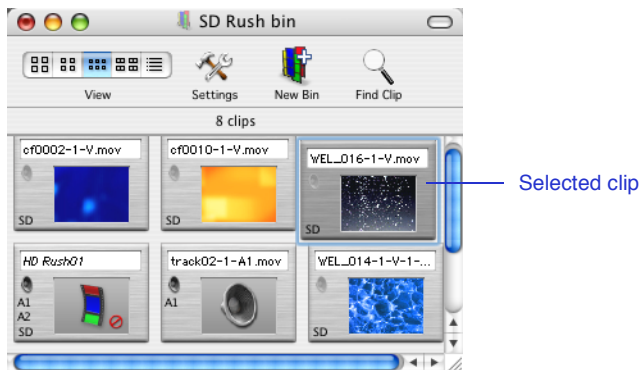 SD Rush bin
View Settings New Bin Find Clip
8 clips
cf0002-1-V.mov cf0010-1-V.mov WEL_016-1-V.mov
Selected clip
SD SD SD
HD Rush01 track02-1-A1.mov WEL_014-1-V-1-...
A1 A1
A2
SD SD